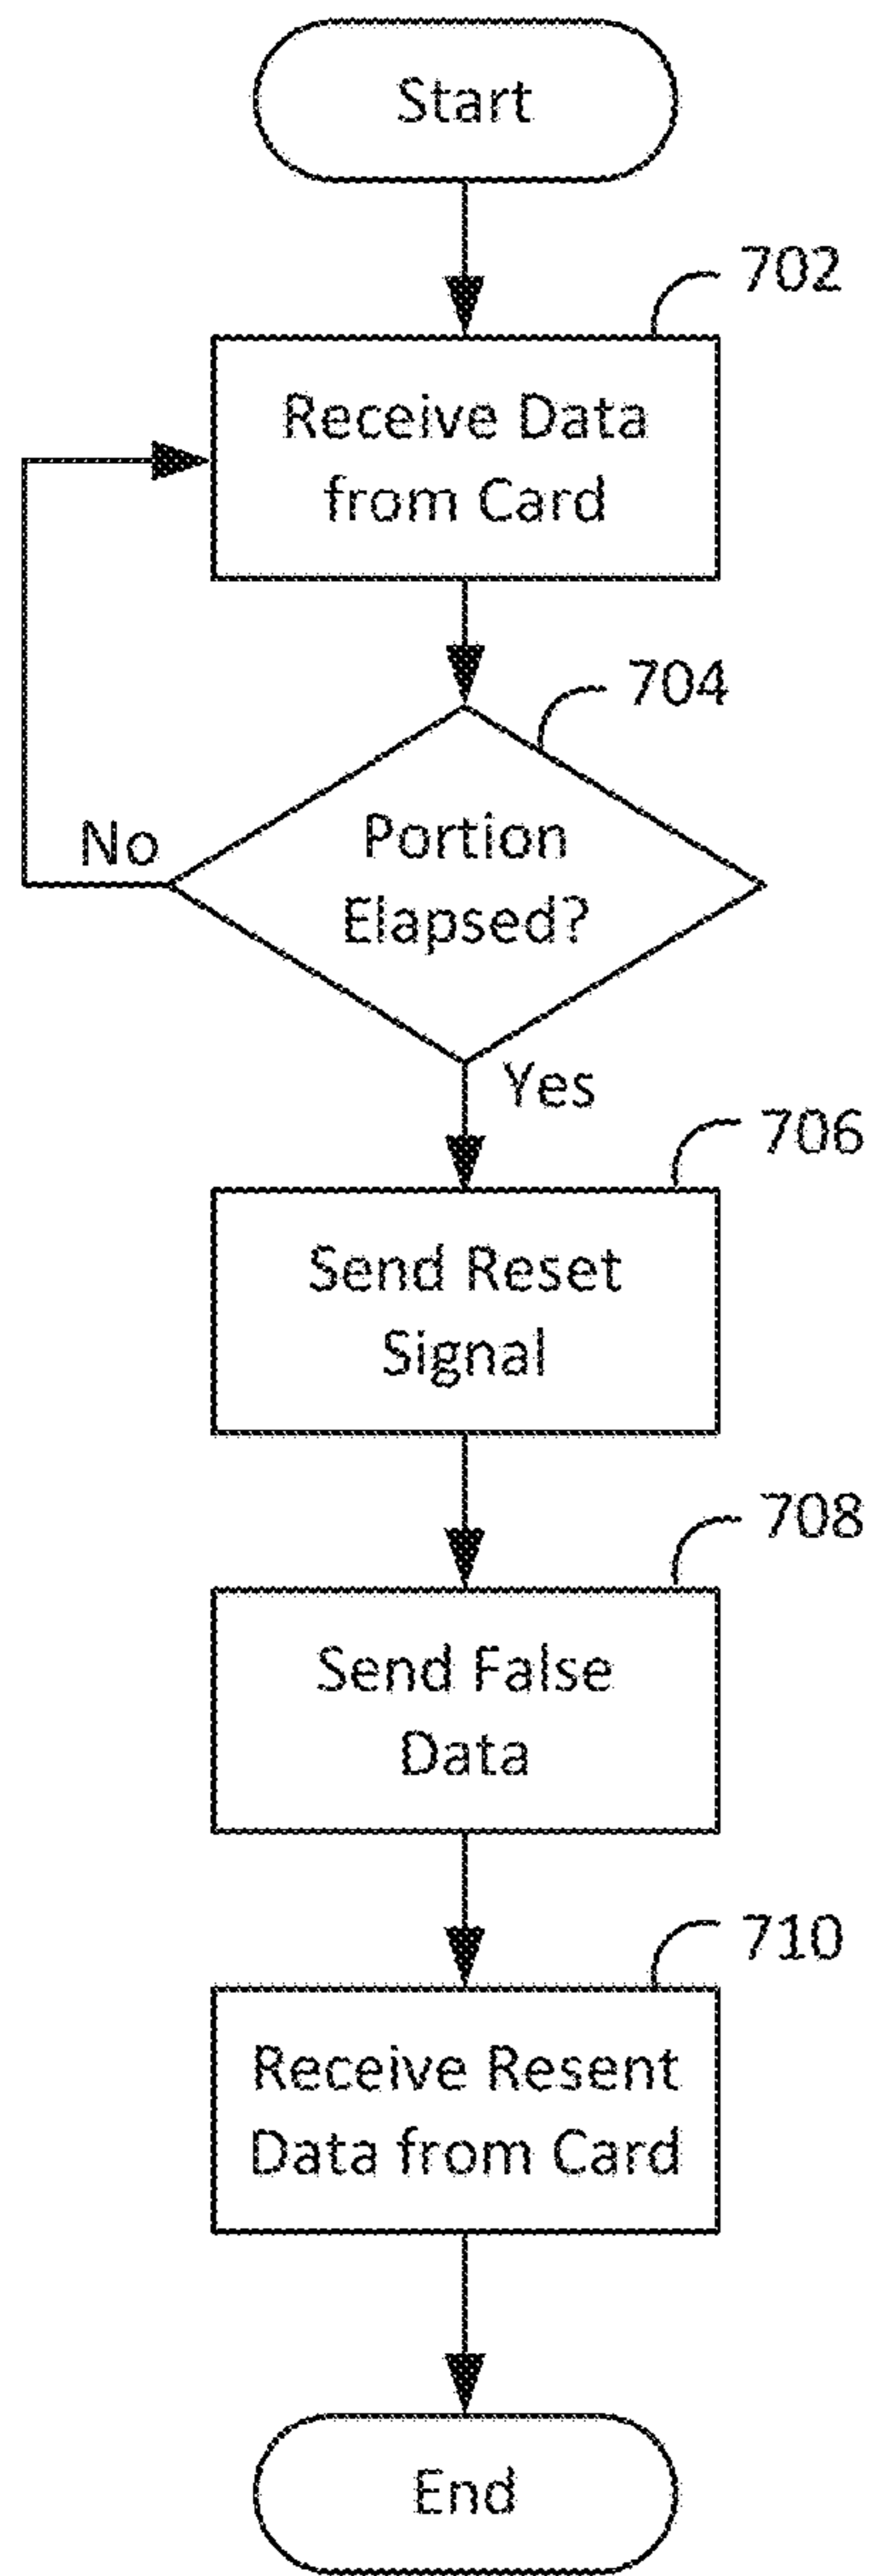 Start
702
Receive Data
from Card
704
Portion
Elapsed?
No
Yes
706
Send Reset
Signal
708
Send False
Data
710
Receive Resent
Data from Card
End